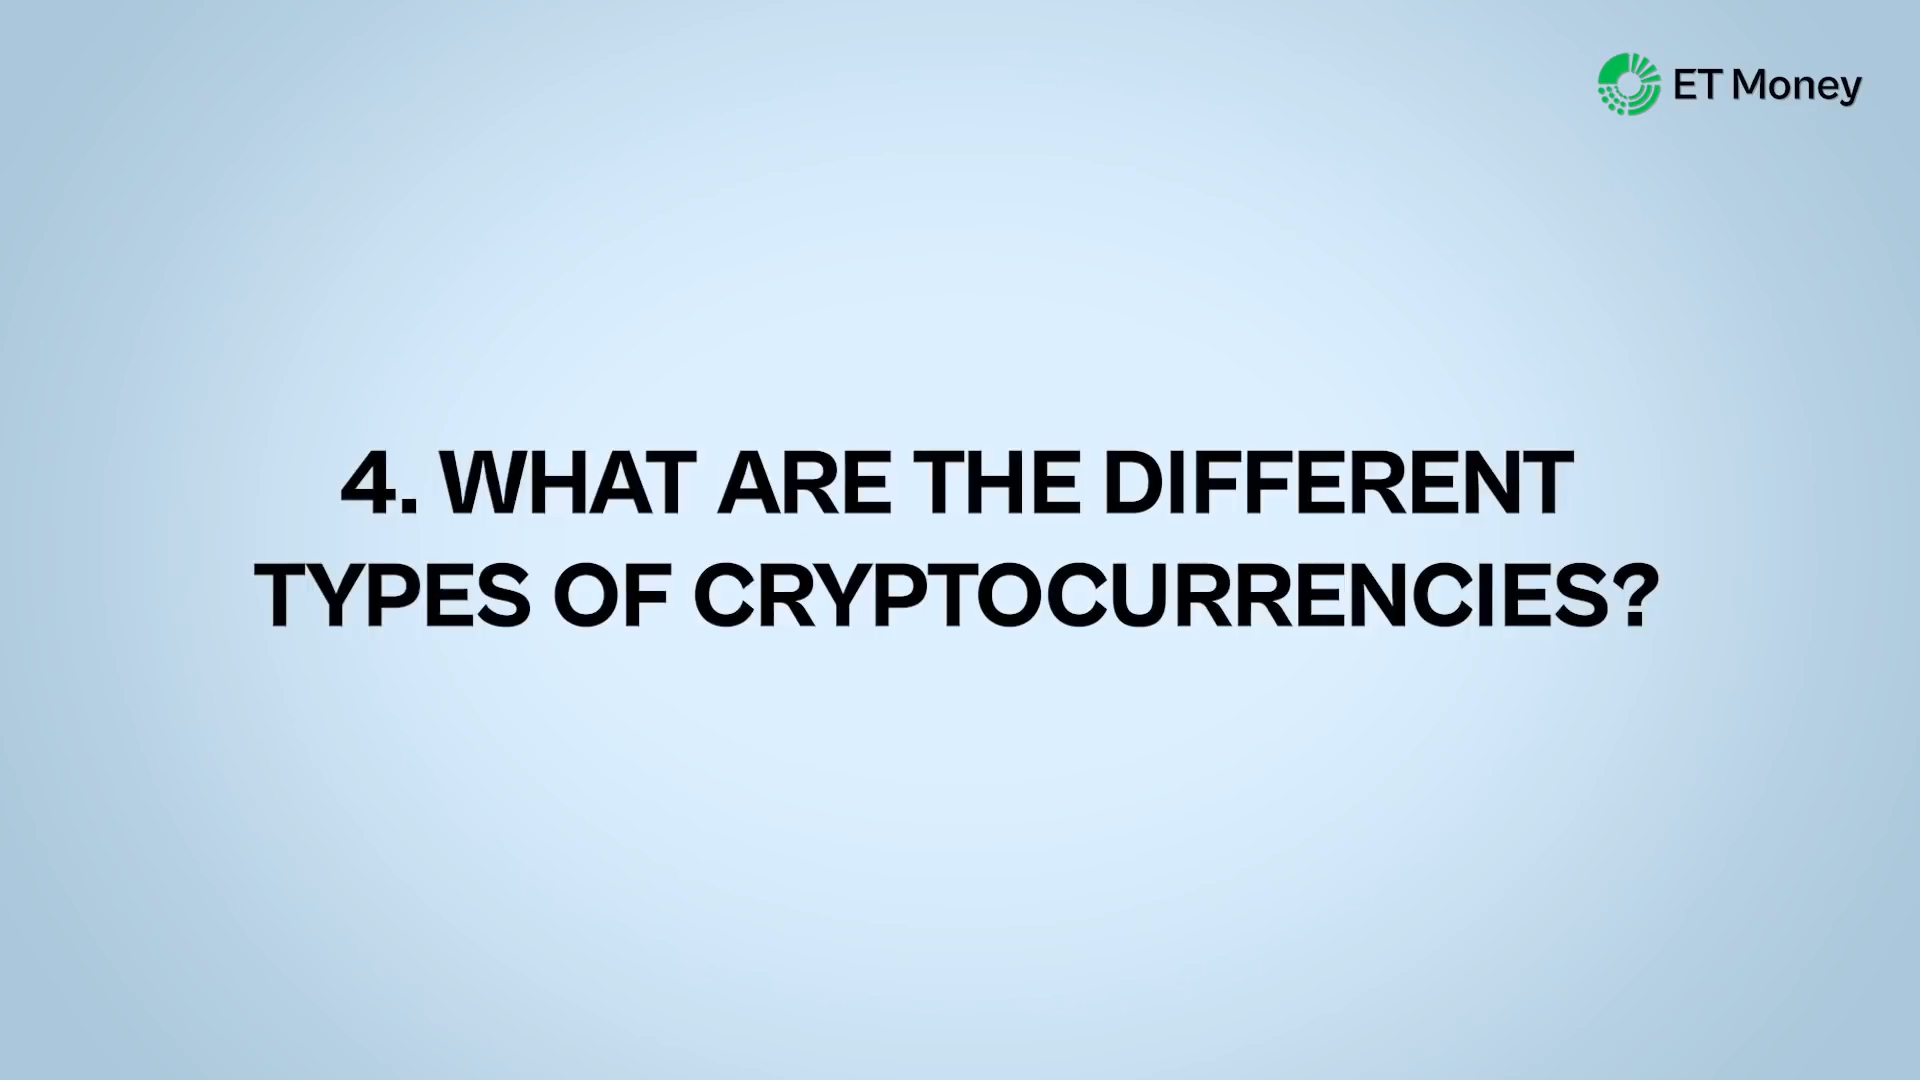 ET Money
4. WHAT ARE THE DIFFERENT
TYPES OF CRYPTOCURRENCIES?